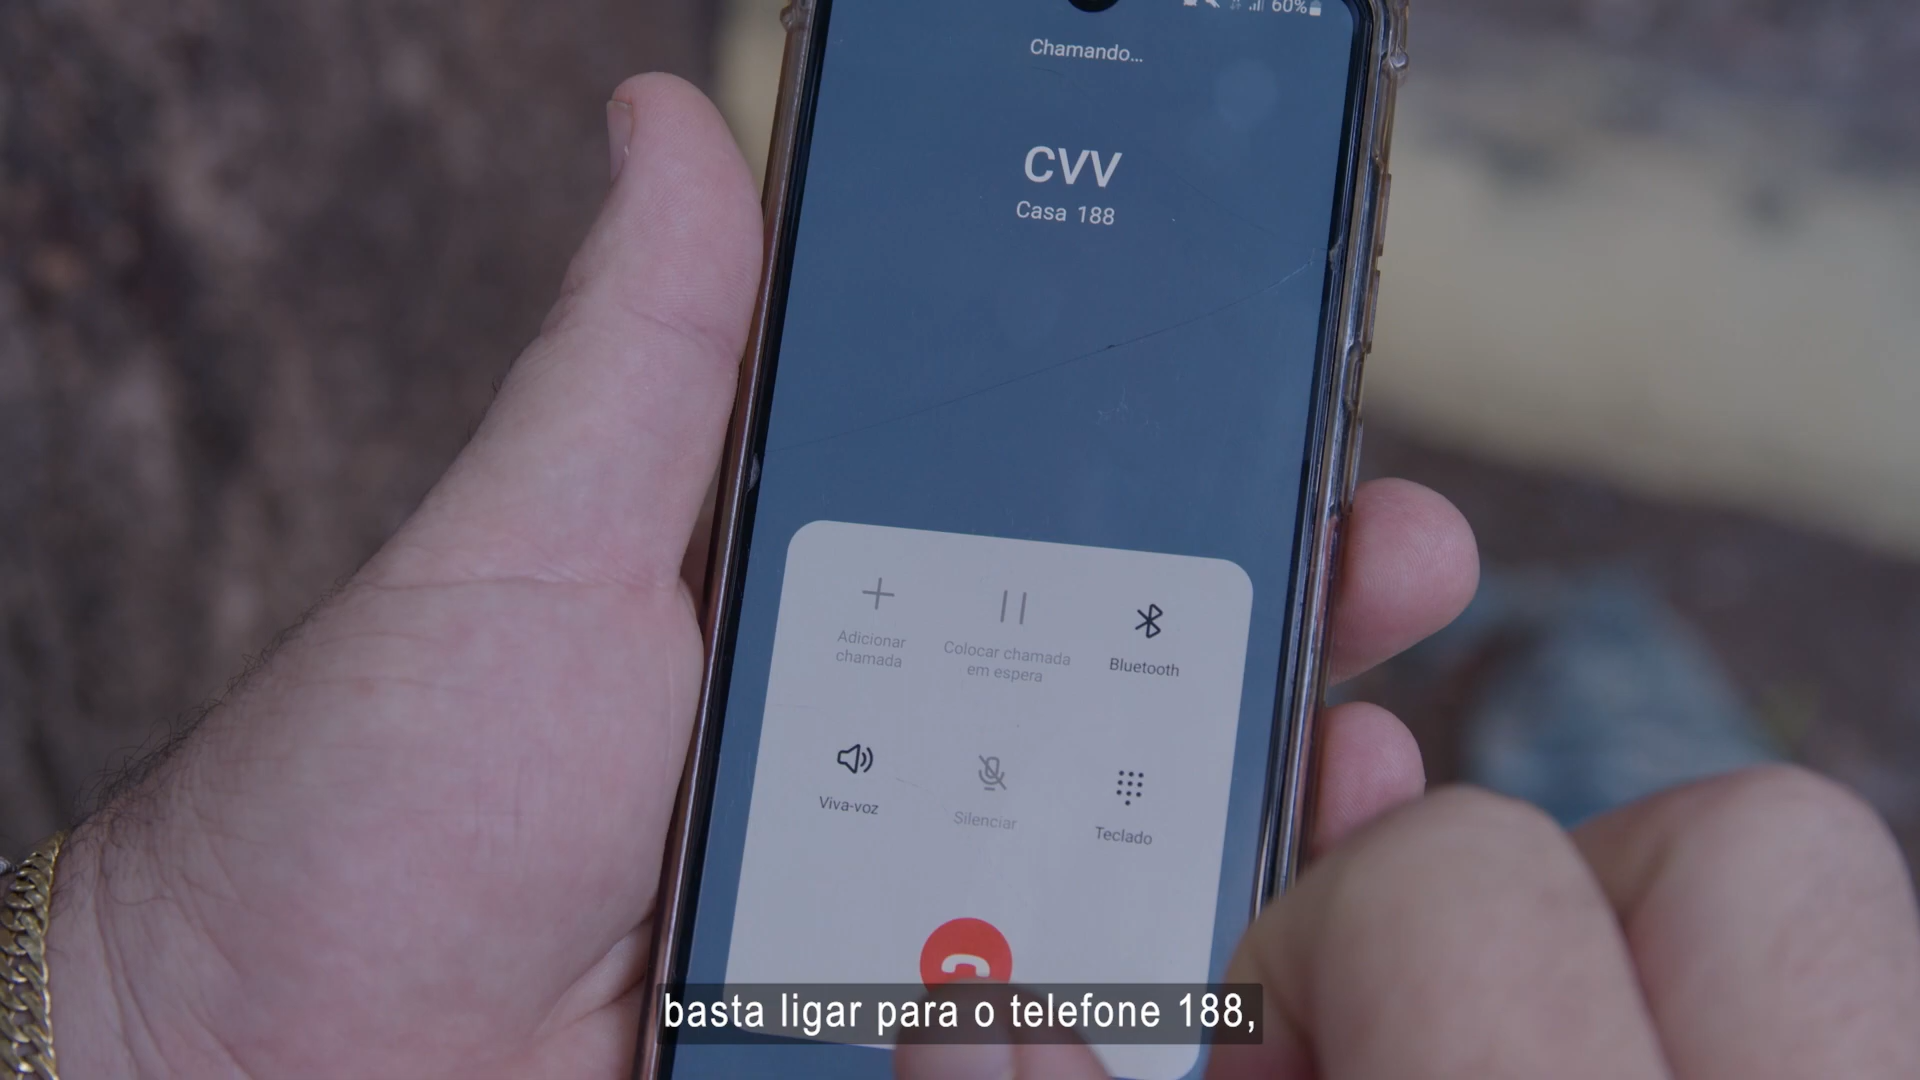 60%
Chamando...
CVV
Casa 188
Adicionar
chamada
Colocar chamada
em espera
Bluetooth
Viva-voz
Silenciar
Teclado
basta ligar para o telefone 188,